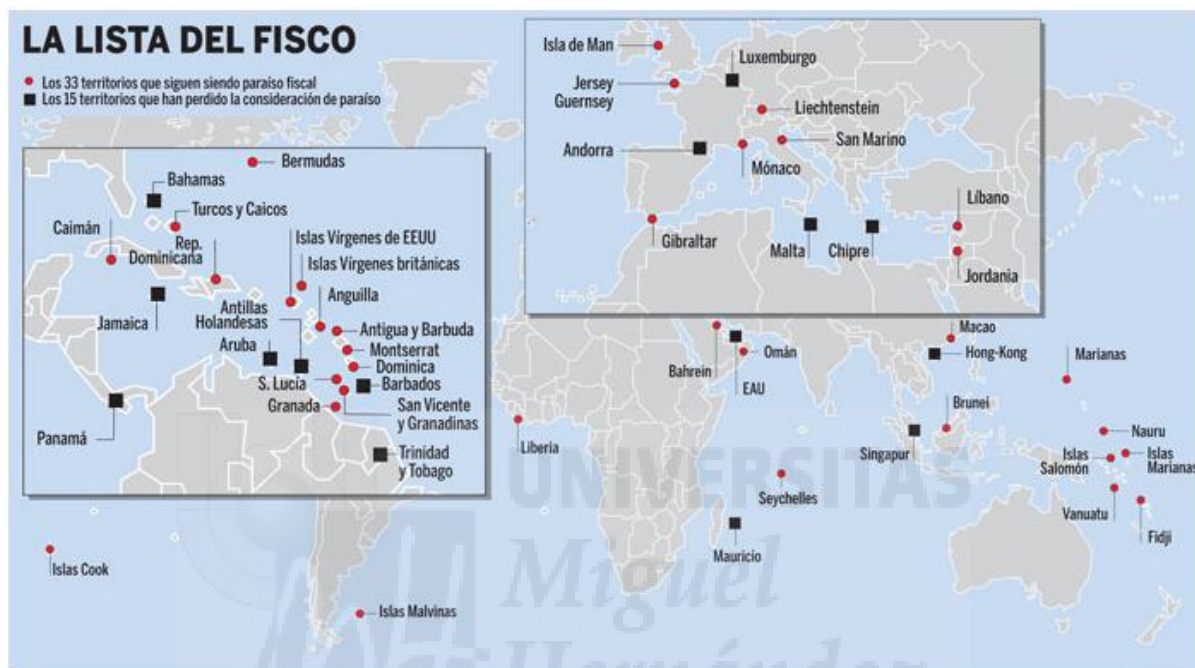 LA LISTA DEL FISCO
Los 33 territorios que siguen siendo paraíso fiscal
Los 15 territorios que han perdido la consideración de paraíso
Isla de Man
Luxemburgo
Jersey
Guernsey
Liechtenstein
Andorra
San Marino
Mónaco
Gibraltar
Malta
Chipre
Líbano
Jordania
Bermudas
Bahamas
Turcos y Caicos
Caimán
Rep.
Dominicana
Islas Vírgenes de EEUU
Islas Vírgenes británicas
Anguilla
Jamaica
Antillas
Holandesas
Aruba
Antigua y Barbuda
Montserrat
Dominica
S. Lucía
Barbados
Granada
San Vicente
y Granadinas
Panamá
Trinidad
y Tobago
Macao
Hong-Kong
Marianas
Bahrein
Omán
EAU
Liberia
Brunei
Singapur
Nauru
Islas
Salomón
Islas
Marianas
Seychelles
Vanuatu
Fidji
Mauricio
Islas Cook
Islas Malvinas
UNIVERSITAS
Miguel
Hernández